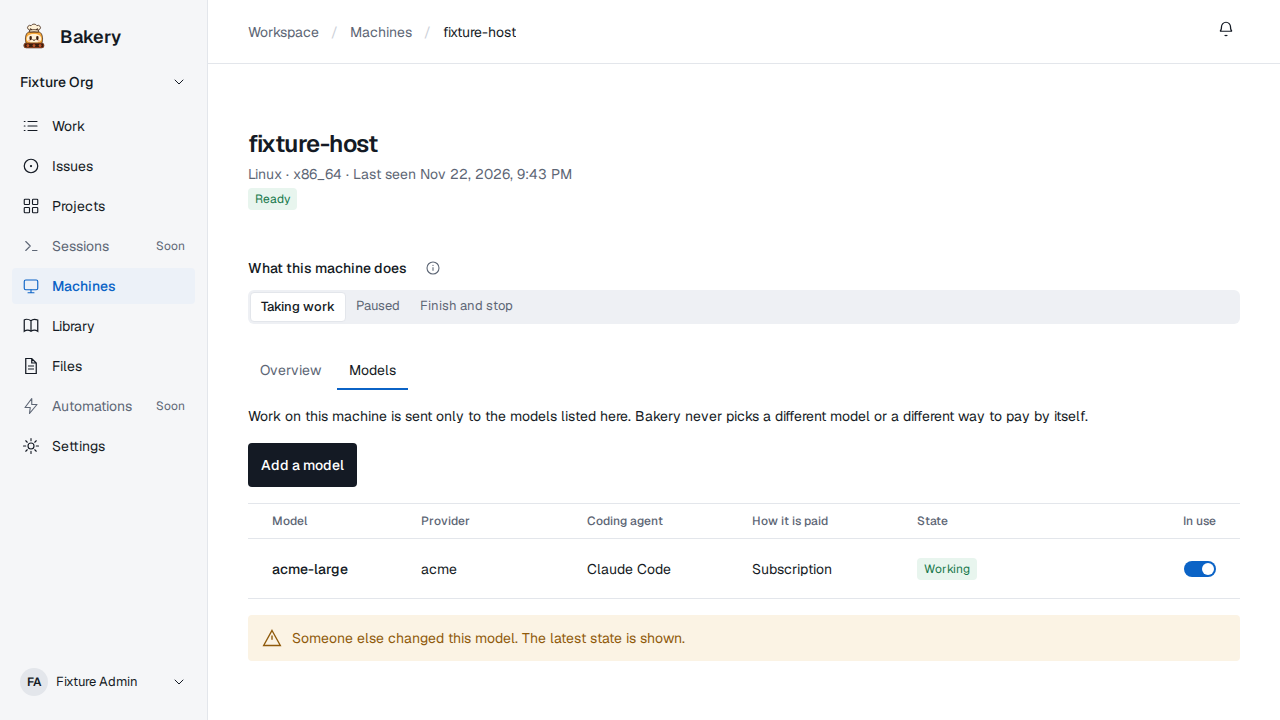 Bakery
Fixture Org
Work
Issues
Projects
Sessions Soon
Machines
Library
Files
Automations Soon
Settings
FA Fixture Admin
Workspace / Machines / fixture-host
fixture-host
Linux · x86_64 · Last seen Nov 22, 2026, 9:43 PM
Ready
What this machine does
Taking work Paused Finish and stop
Overview Models
Work on this machine is sent only to the models listed here. Bakery never picks a different model or a different way to pay by itself.
Add a model
Model Provider Coding agent How it is paid State In use
acme-large acme Claude Code Subscription Working
Someone else changed this model. The latest state is shown.